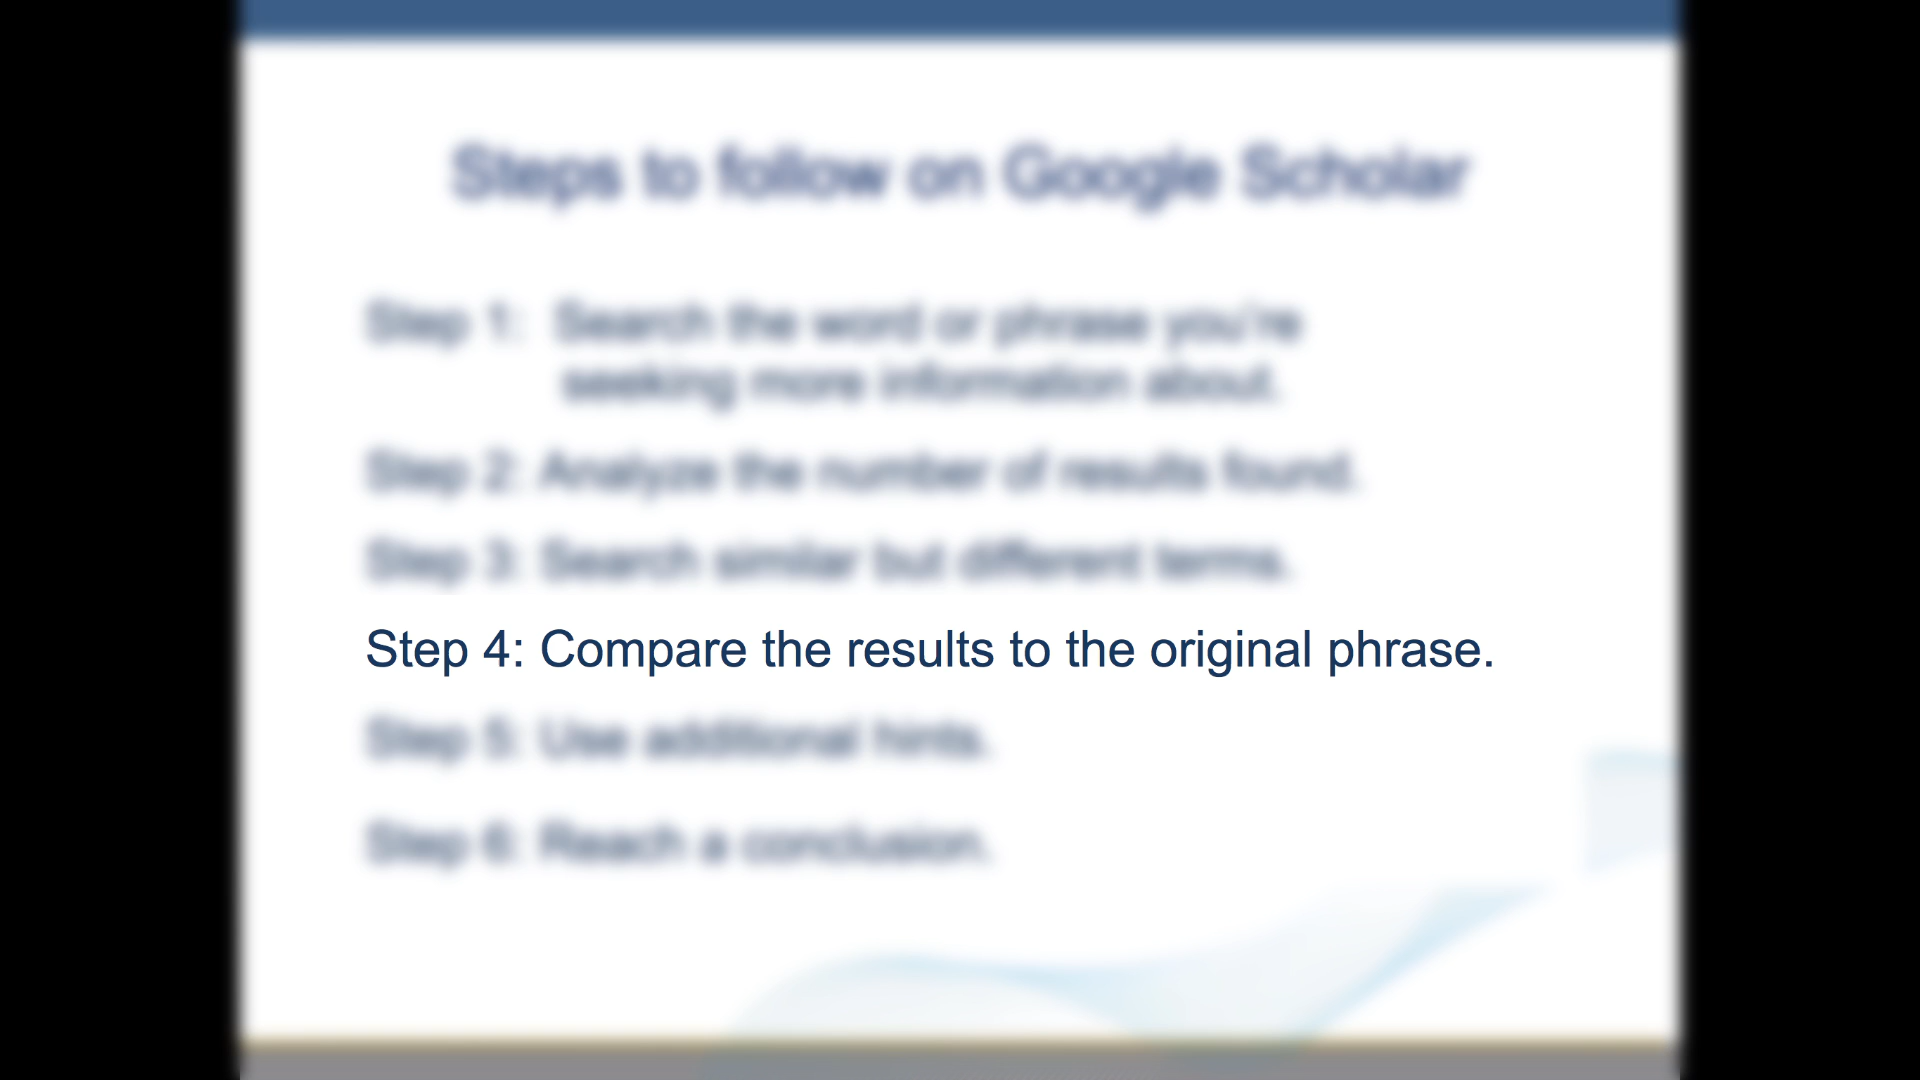 Steps to follow on Google Scholar
Step 1: Search the word or phrase you're
seeking more information about.
Step 2: Analyze the number of results found.
Step 3: Search similar but different terms.
Step 4: Compare the results to the original phrase.
Step 5: Use additional hints.
Step 6: Reach a conclusion.